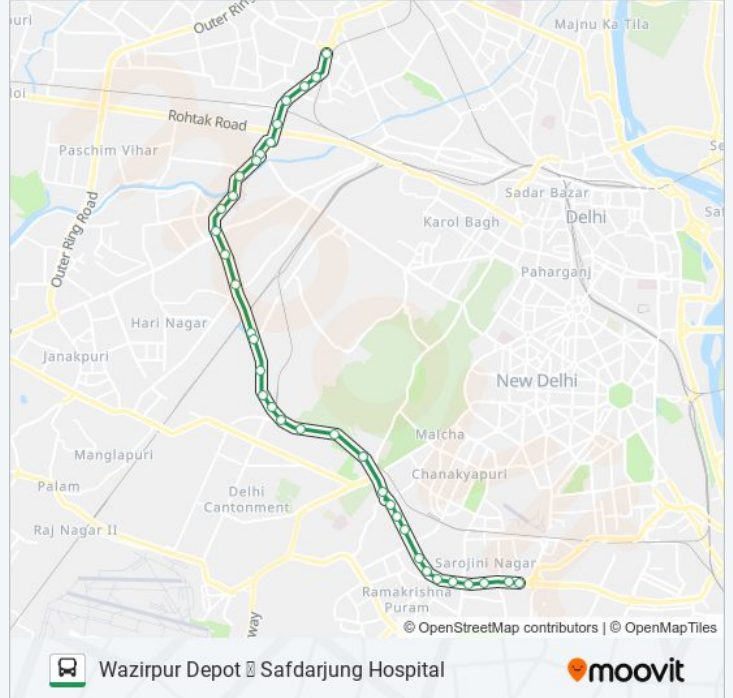 Outer Ring
Majnu Ka Tila
Rohtak Road
Paschim Vihar
Sadar Bazar
Karol Bagh
Delhi
Outer Ring Road
Paharganj
Hari Nagar
Janakpuri
New Delhi
Malcha
Manglapuri
Chanakyapuri
Palam
Delhi
Cantonment
Raj Nagar II
Sarojini Nagar
Ramakrishna
Puram
way
© OpenStreetMap contributors | © OpenMapTiles
Wazirpur Depot Safdarjung Hospital
moovit